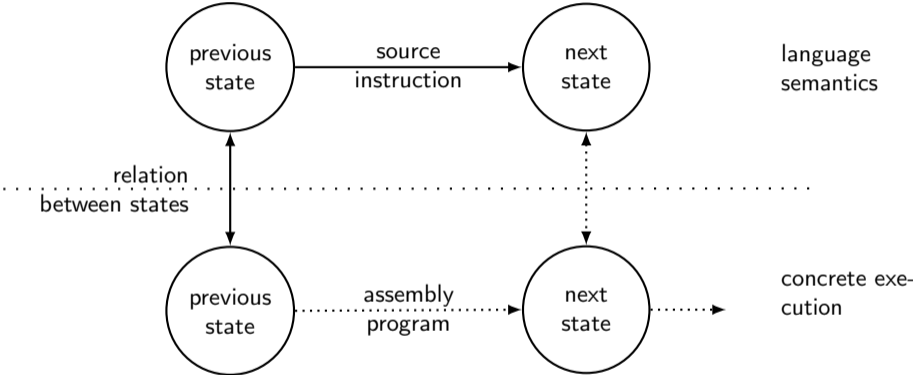 previous
state
source
instruction
next
state
language
semantics
relation
between states
previous
state
assembly
program
next
state
concrete exe-
cution